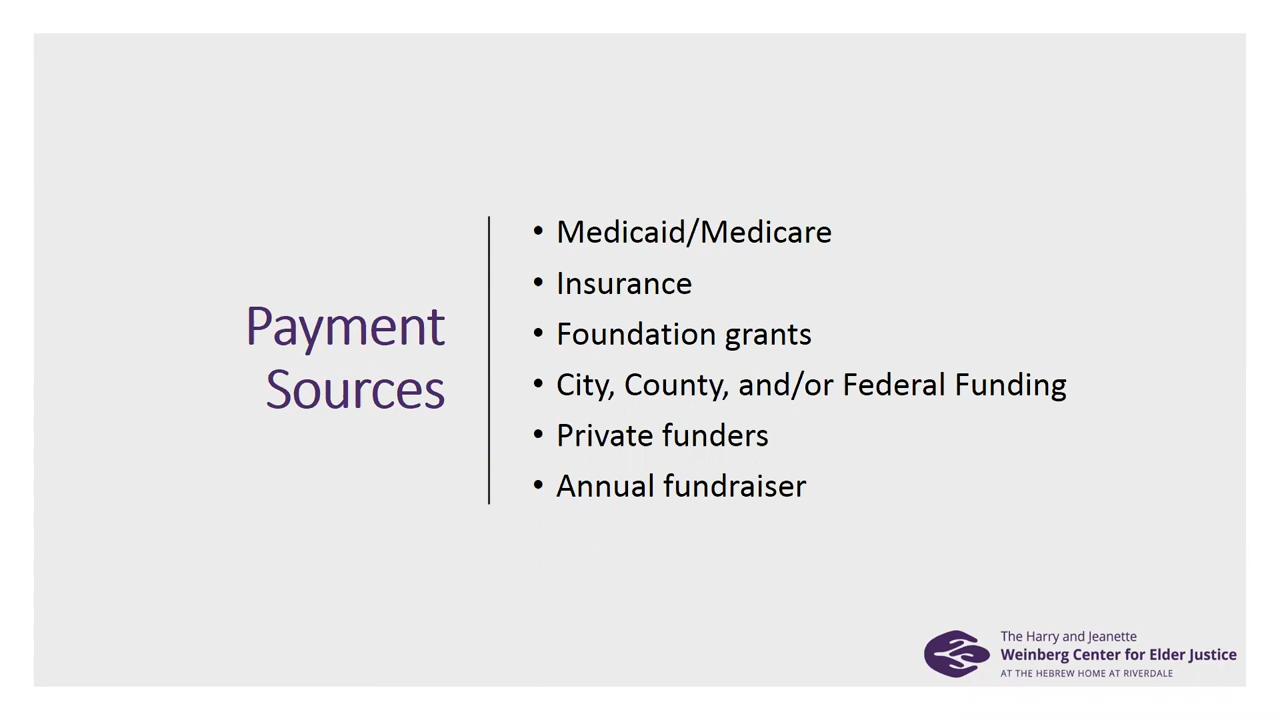 Payment
Sources
• Medicaid/Medicare
• Insurance
• Foundation grants
• City, County, and/or Federal Funding
• Private funders
• Annual fundraiser
The Harry and Jeanette
Weinberg Center for Elder Justice
AT THE HEBREW HOME AT RIVERDALE